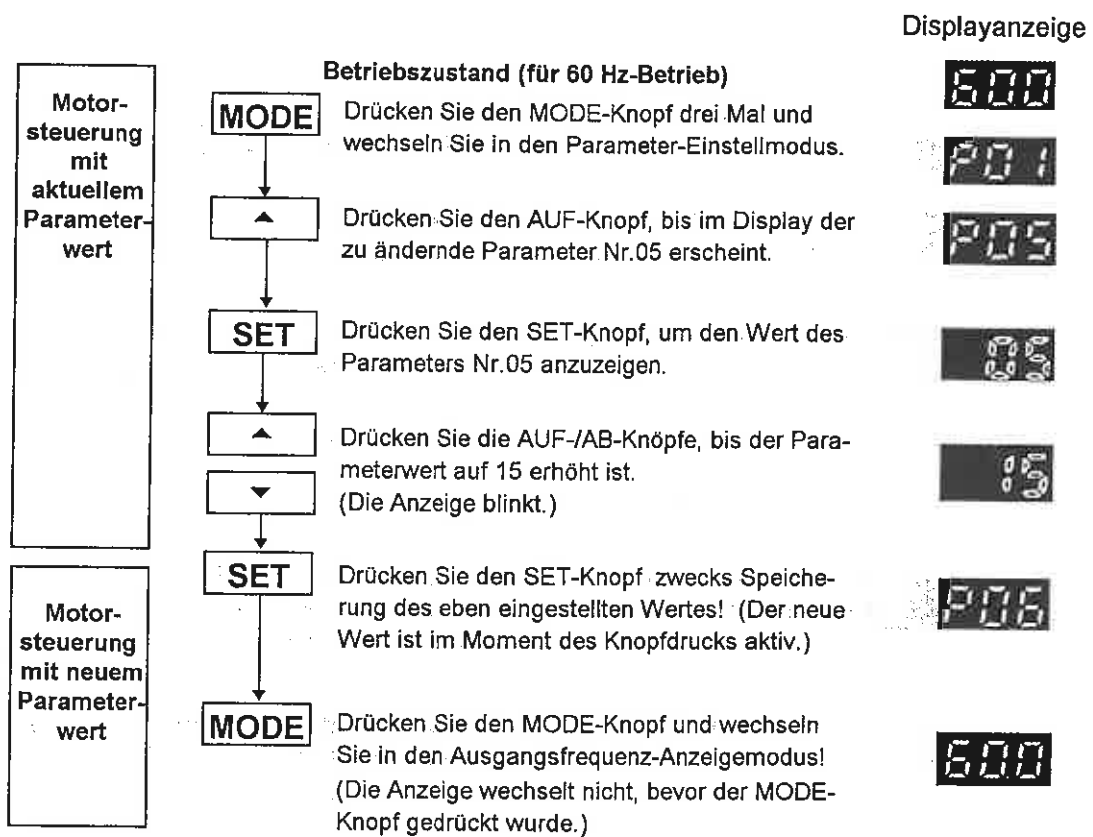 Displayanzeige
Motor-
steuerung
mit
aktuellem
Parameter-
wert
Betriebszustand (für 60 Hz-Betrieb)
600
MODE
Drücken Sie den MODE-Knopf drei Mal und
wechseln Sie in den Parameter-Einstellmodus.
P01
Drücken Sie den AUF-Knopf, bis im Display der
zu ändernde Parameter Nr.05 erscheint.
P05
SET
Drücken Sie den SET-Knopf, um den Wert des
Parameters Nr.05 anzuzeigen.
05
Drücken Sie die AUF-/AB-Knöpfe, bis der Para-
meterwert auf 15 erhöht ist.
(Die Anzeige blinkt.)
15
Motor-
steuerung
mit neuem
Parameter-
wert
SET
Drücken Sie den SET-Knopf zwecks Speiche-
rung des eben eingestellten Wertes! (Der neue
Wert ist im Moment des Knopfdrucks aktiv.)
P06
MODE
Drücken Sie den MODE-Knopf und wechseln
Sie in den Ausgangsfrequenz-Anzeigemodus!
(Die Anzeige wechselt nicht, bevor der MODE-
Knopf gedrückt wurde.)
600